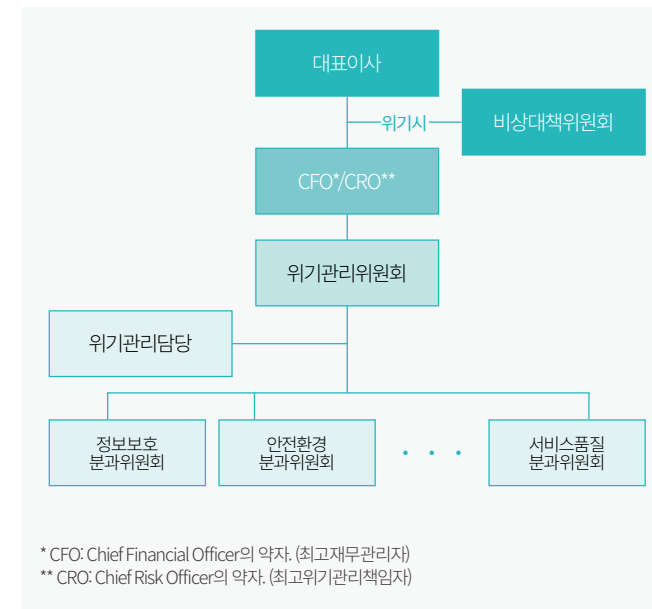 대표이사
위기시
비상대책위원회
CFO*/CRO**
위기관리위원회
위기관리담당
정보보호
분과위원회
안전환경
분과위원회
· · ·
서비스품질
분과위원회
* CFO: Chief Financial Officer의 약자. (최고재무관리자)
** CRO: Chief Risk Officer의 약자. (최고위기관리책임자)